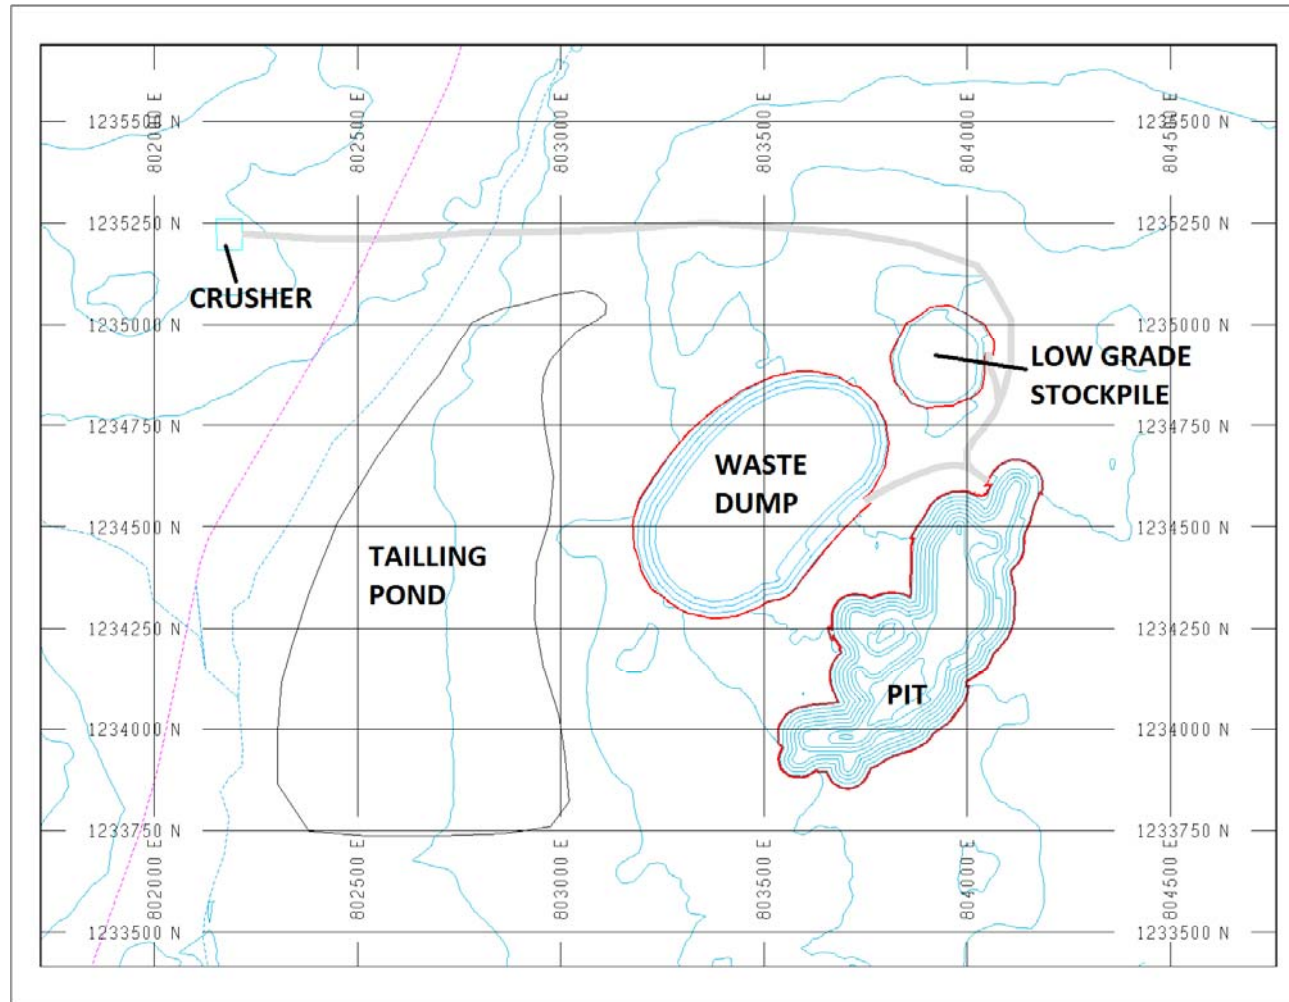 802000 E
802500 E
803000 E
803500 E
804000 E
804500 E
1235500 N
1235500 N
1235250 N
1235250 N
CRUSHER
1235000 N
1235000 N
LOW GRADE
STOCKPILE
1234750 N
1234750 N
WASTE
DUMP
1234500 N
1234500 N
TAILLING
POND
1234250 N
1234250 N
PIT
1234000 N
1234000 N
1233750 N
1233750 N
802000 E
802500 E
803000 E
803500 E
804000 E
804500 E
1233500 N
1233500 N